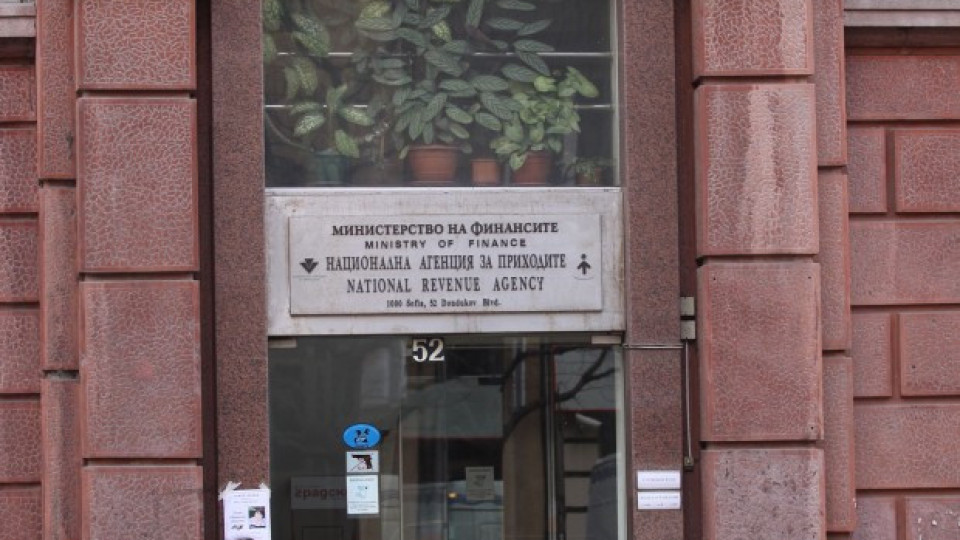 МИНИСТЕРСТВО НА ФИНАНСИТЕ
MINISTRY OF FINANCE
НАЦИОНАЛНА АГЕНЦИЯ ЗА ПРИХОДИТЕ
NATIONAL REVENUE AGENCY
1000 Sofia, 52 Dondukov Blvd.
52